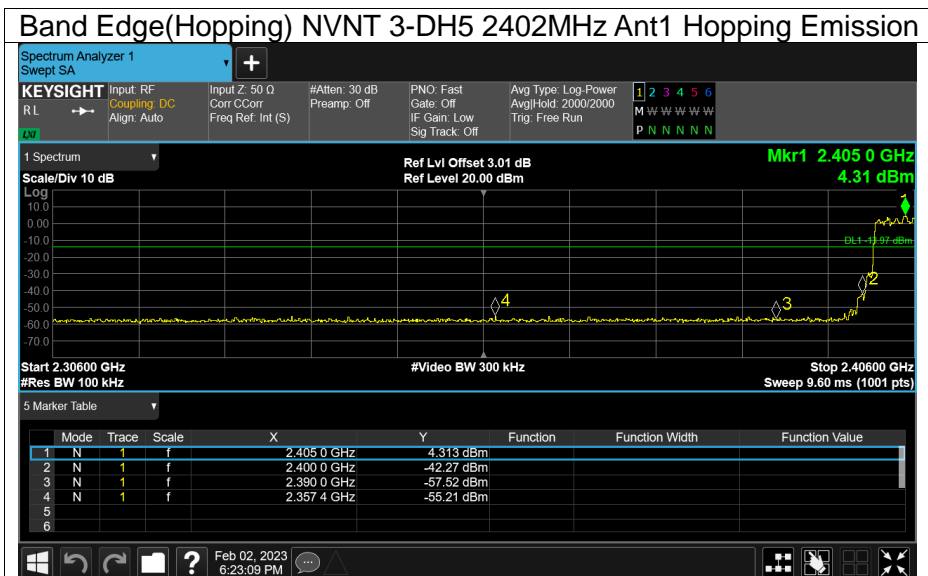 Band Edge(Hopping) NVNT 3-DH5 2402MHz Ant1 Hopping Emission
Spectrum Analyzer 1
Swept SA
+
KEYSIGHT Input: RF Input Z: 50 Ω #Atten: 30 dB PNO: Fast Avg Type: Log-Power 1 2 3 4 5 6
RL Coupling: DC Corr CCorr Preamp: Off Gate: Off Avg|Hold: 2000/2000 M W W W W W
Align: Auto Freq Ref: Int (S) IF Gain: Low Trig: Free Run
LXI Sig Track: Off P N N N N N
1 Spectrum Ref Lvl Offset 3.01 dB Mkr1 2.405 0 GHz
Scale/Div 10 dB Ref Level 20.00 dBm 4.31 dBm
Log
1
10.0
0.00
-10.0 DL1 -13.97 dBm
-20.0
-30.0
-40.0 2
-50.0 4 3
-60.0
-70.0
Start 2.30600 GHz #Video BW 300 kHz Stop 2.40600 GHz
#Res BW 100 kHz Sweep 9.60 ms (1001 pts)
5 Marker Table
Mode Trace Scale X Y Function Function Width Function Value
1 N 1 f 2.405 0 GHz 4.313 dBm
2 N 1 f 2.400 0 GHz -42.27 dBm
3 N 1 f 2.390 0 GHz -57.52 dBm
4 N 1 f 2.357 4 GHz -55.21 dBm
5
6
? Feb 02, 2023
6:23:09 PM